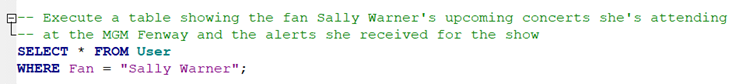 -- Execute a table showing the fan Sally Warner's upcoming concerts she's attending
-- at the MGM Fenway and the alerts she received for the show
SELECT * FROM User
WHERE Fan = "Sally Warner";